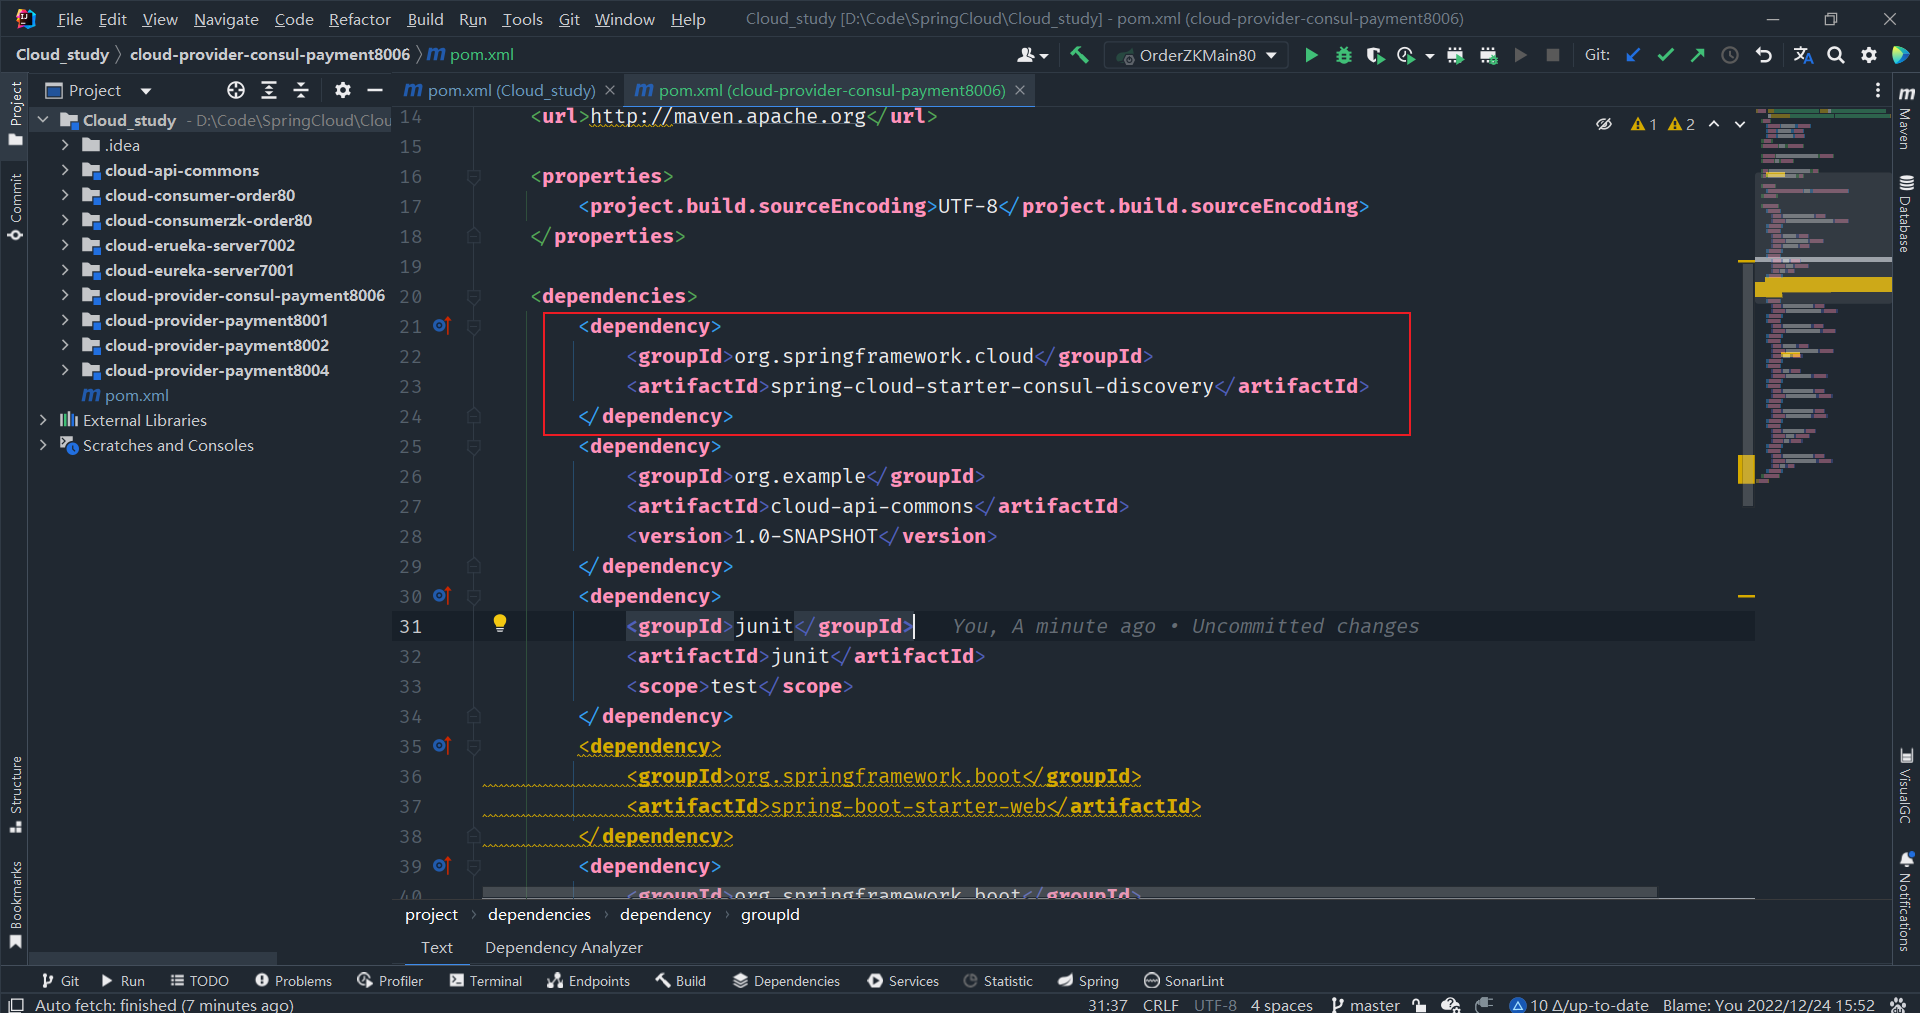 File Edit View Navigate Code Refactor Build Run Tools Git Window Help Cloud_study [D:\Code\SpringCloud\Cloud_study] - pom.xml (cloud-provider-consul-payment8006)
Cloud_study cloud-provider-consul-payment8006 pom.xml OrderZKMain80 Git:
Project
pom.xml (Cloud_study) pom.xml (cloud-provider-consul-payment8006)
Project
Commit
Structure
Bookmarks
Cloud_study - D:\Code\SpringCloud\Clou
.idea
cloud-api-commons
cloud-consumer-order80
cloud-consumerzk-order80
cloud-erueka-server7002
cloud-eureka-server7001
cloud-provider-consul-payment8006
cloud-provider-payment8001
cloud-provider-payment8002
cloud-provider-payment8004
pom.xml
External Libraries
Scratches and Consoles
1 2
14 <url>http://maven.apache.org</url>
15
16 <properties>
17 <project.build.sourceEncoding>UTF-8</project.build.sourceEncoding>
18 </properties>
19
20 <dependencies>
21 <dependency>
22 <groupId>org.springframework.cloud</groupId>
23 <artifactId>spring-cloud-starter-consul-discovery</artifactId>
24 </dependency>
25 <dependency>
26 <groupId>org.example</groupId>
27 <artifactId>cloud-api-commons</artifactId>
28 <version>1.0-SNAPSHOT</version>
29 </dependency>
30 <dependency>
31 <groupId>junit</groupId> You, A minute ago • Uncommitted changes
32 <artifactId>junit</artifactId>
33 <scope>test</scope>
34 </dependency>
35 <dependency>
36 <groupId>org.springframework.boot</groupId>
37 <artifactId>spring-boot-starter-web</artifactId>
38 </dependency>
39 <dependency>
40 <groupId>org.springframework.boot</groupId>
project dependencies dependency groupId
Text Dependency Analyzer
Maven
Database
VisualGC
Notifications
Git Run TODO Problems Profiler Terminal Endpoints Build Dependencies Services Statistic Spring SonarLint
Auto fetch: finished (7 minutes ago) 31:37 CRLF UTF-8 4 spaces master 10 Δ/up-to-date Blame: You 2022/12/24 15:52